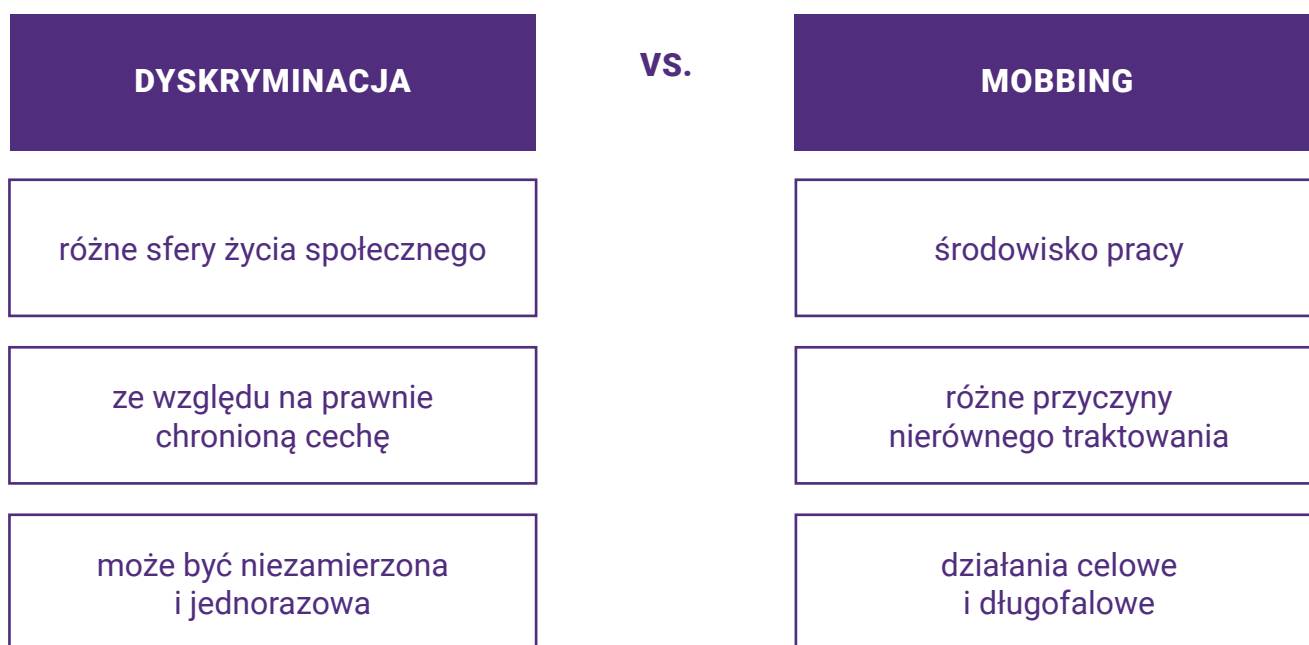 DYSKRYMINACJA
VS.
MOBBING
różne sfery życia społecznego
środowisko pracy
ze względu na prawnie
chronioną cechę
różne przyczyny
nierównego traktowania
może być niezamierzona
i jednorazowa
działania celowe
i długofalowe